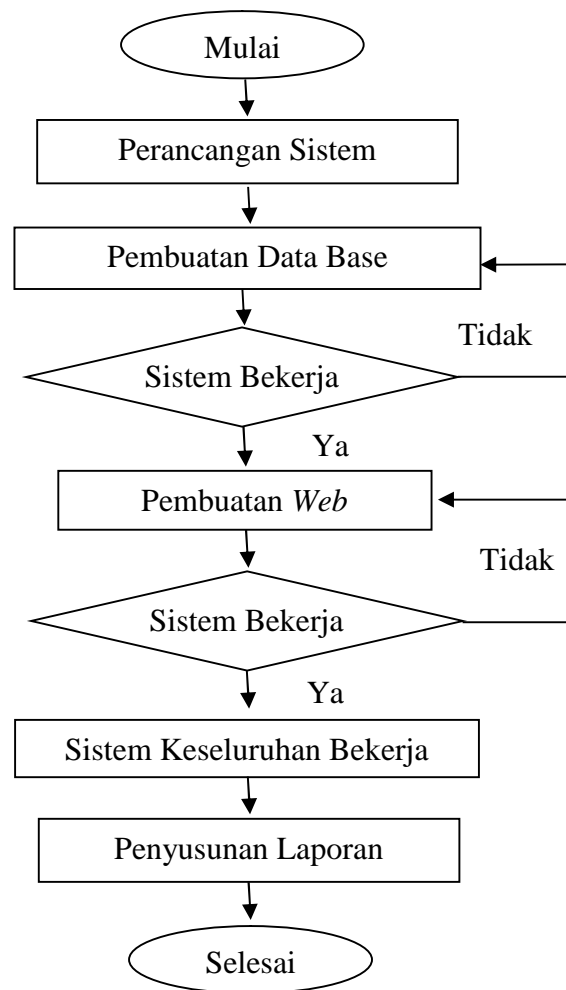 Mulai
Perancangan Sistem
Pembuatan Data Base
Tidak
Sistem Bekerja
Ya
Pembuatan Web
Tidak
Sistem Bekerja
Ya
Sistem Keseluruhan Bekerja
Penyusunan Laporan
Selesai